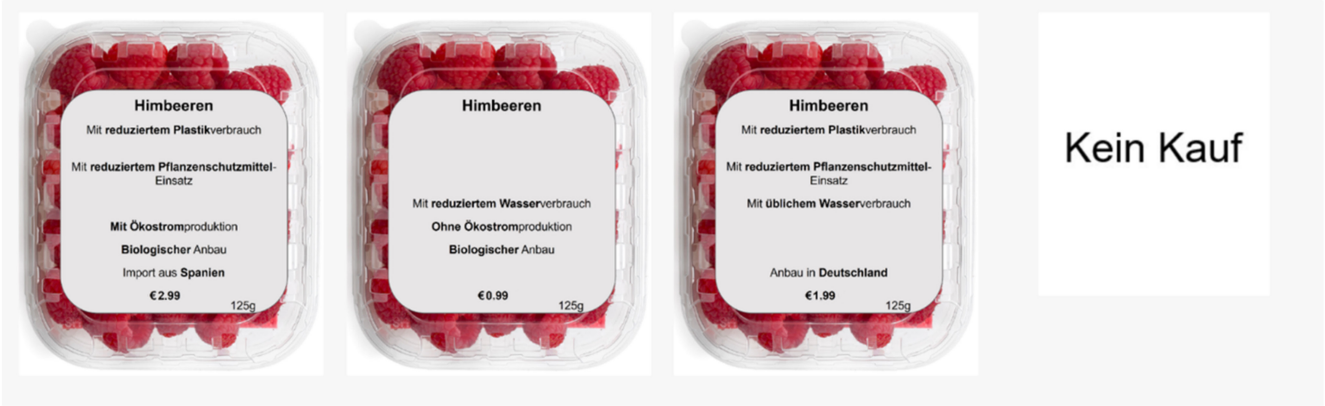 Himbeeren
Mit reduziertem Plastikverbrauch
Mit reduziertem Pflanzenschutzmittel-
Einsatz
Mit Ökostromproduktion
Biologischer Anbau
Import aus Spanien
€2.99
125g
Himbeeren
Mit reduziertem Wasserverbrauch
Ohne Ökostromproduktion
Biologischer Anbau
€0.99
125g
Himbeeren
Mit reduziertem Plastikverbrauch
Mit reduziertem Pflanzenschutzmittel-
Einsatz
Mit üblichem Wasserverbrauch
Anbau in Deutschland
€1.99
125g
Kein Kauf